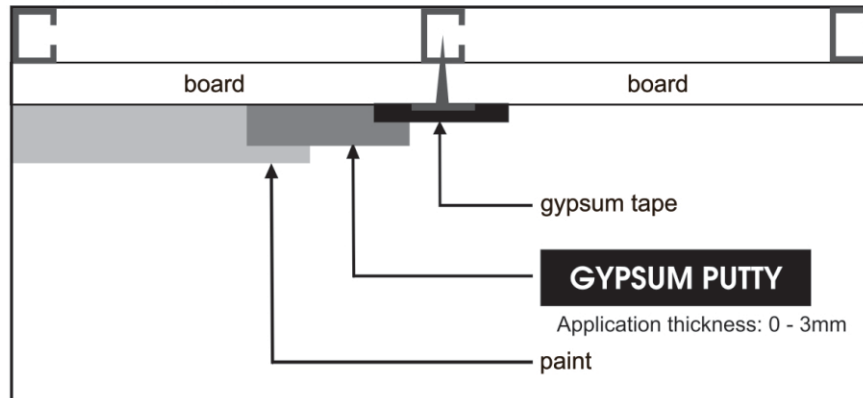 board
board
gypsum tape
GYPSUM PUTTY
Application thickness: 0 - 3mm
paint